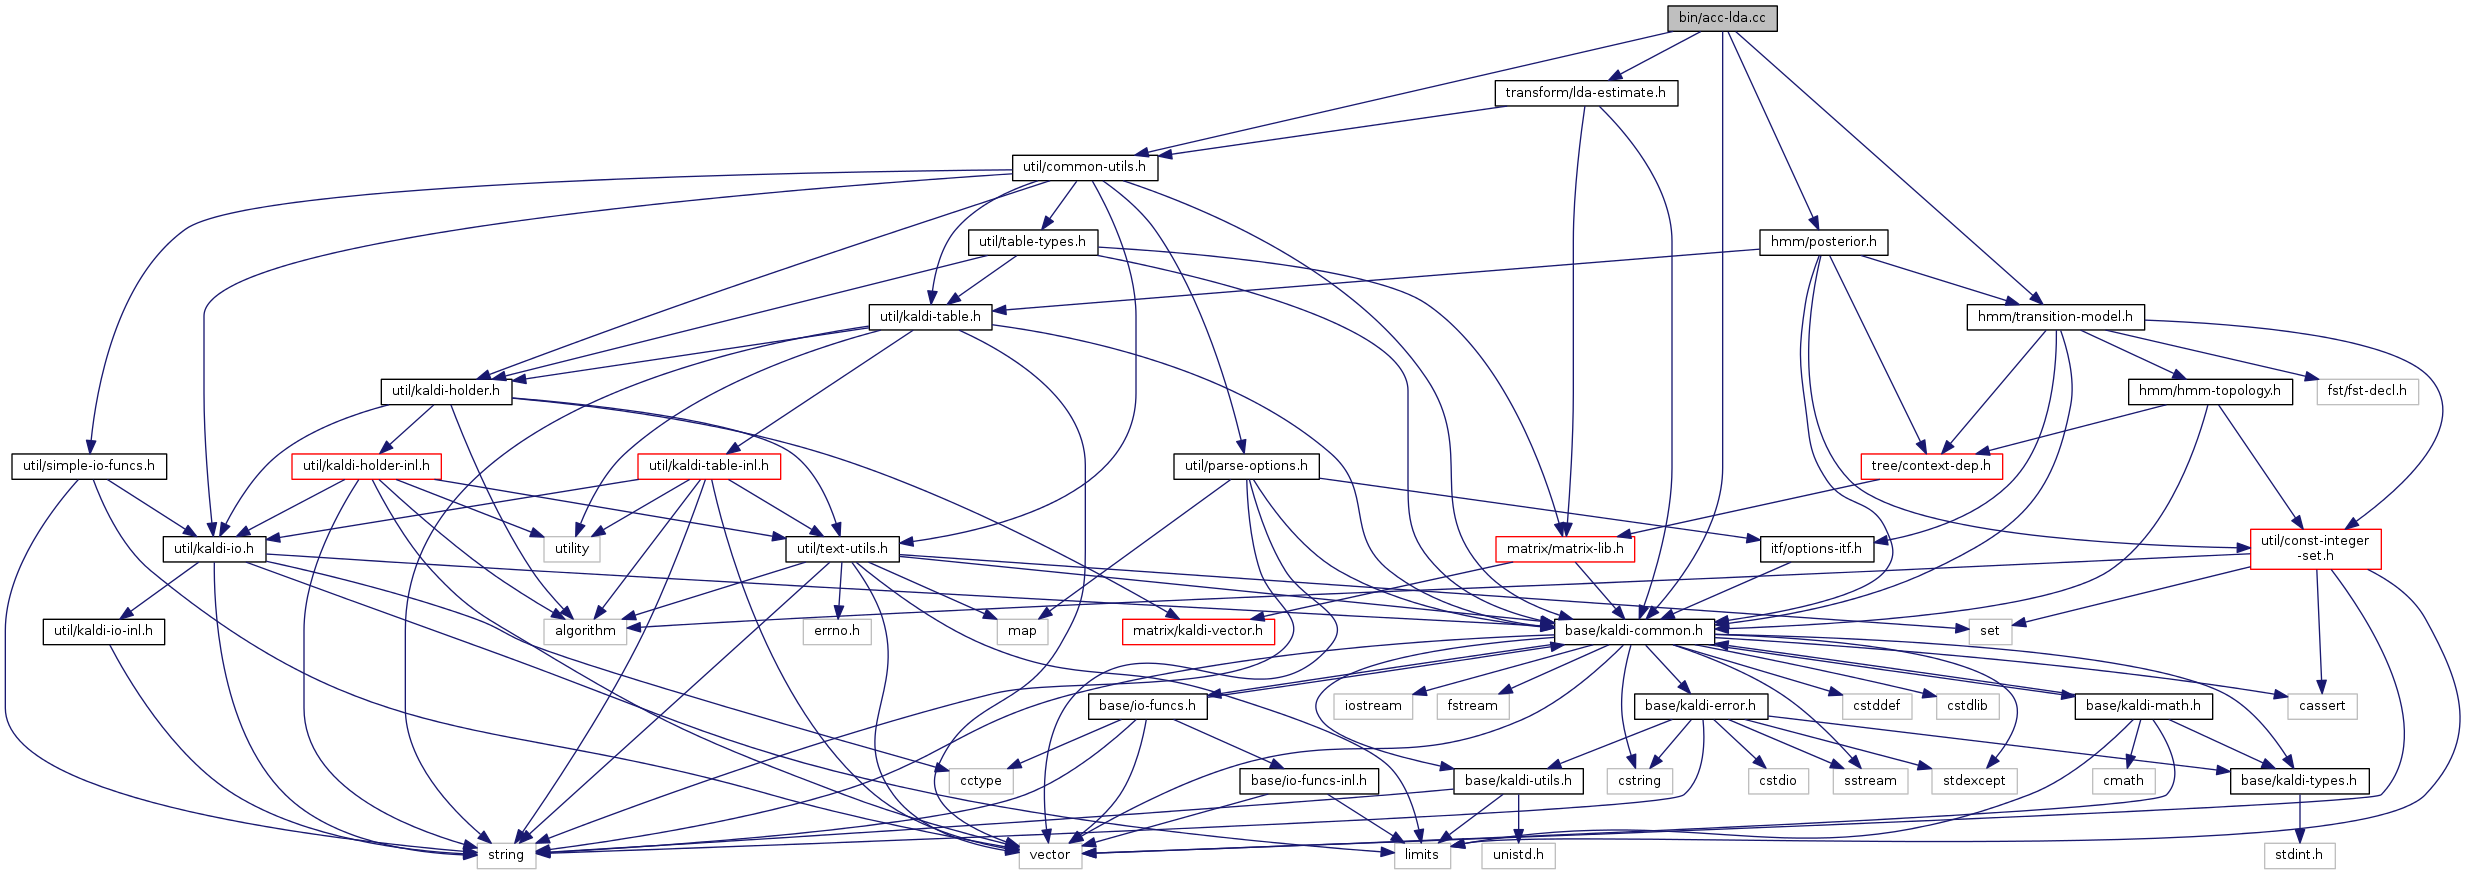 bin/acc-lda.cc
transform/lda-estimate.h
util/common-utils.h
util/table-types.h
hmm/posterior.h
util/kaldi-table.h
hmm/transition-model.h
util/kaldi-holder.h
hmm/hmm-topology.h
fst/fst-decl.h
util/simple-io-funcs.h
util/kaldi-holder-inl.h
util/kaldi-table-inl.h
util/parse-options.h
tree/context-dep.h
util/kaldi-io.h
utility
util/text-utils.h
matrix/matrix-lib.h
itf/options-itf.h
util/const-integer
-set.h
util/kaldi-io-inl.h
algorithm
errno.h
map
matrix/kaldi-vector.h
base/kaldi-common.h
set
base/io-funcs.h
iostream
fstream
base/kaldi-error.h
cstddef
cstdlib
base/kaldi-math.h
cassert
cctype
base/io-funcs-inl.h
base/kaldi-utils.h
cstring
cstdio
sstream
stdexcept
cmath
base/kaldi-types.h
string
vector
limits
unistd.h
stdint.h